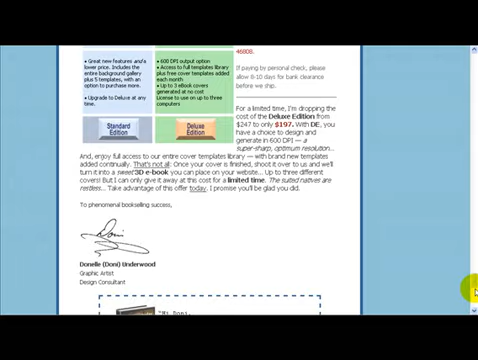 • Great new features and a
lower price. Includes the
entire background gallery
plus 5 templates, with an
option to purchase more.
• Upgrade to Deluxe at any
time.
Standard
Edition
• 600 DPI output option
• Access to full templates library
plus free cover templates added
each month
• Up to 3 eBook covers
generated at no cost
License to use on up to three
computers
Deluxe
Edition
46808.
If paying by personal check, please
allow 8-10 days for bank clearance
before we ship.
For a limited time, I'm dropping the
cost of the Deluxe Edition from
$247 to only $197. With DE, you
have a choice to design and
generate in 600 DPI — a
super-sharp, optimum resolution...
And, enjoy full access to our entire cover templates library — with brand new templates
added continually. That's not all: Once your cover is finished, shoot it over to us and we'll
turn it into a sweet 3D e-book you can place on your website... Up to three different
covers! But I can only give it away at this cost for a limited time. The suited natives are
restless... Take advantage of this offer today. I promise you'll be glad you did.
To phenomenal bookselling success,
Doni
Donelle (Doni) Underwood
Graphic Artist
Design Consultant
"Hi Doni,